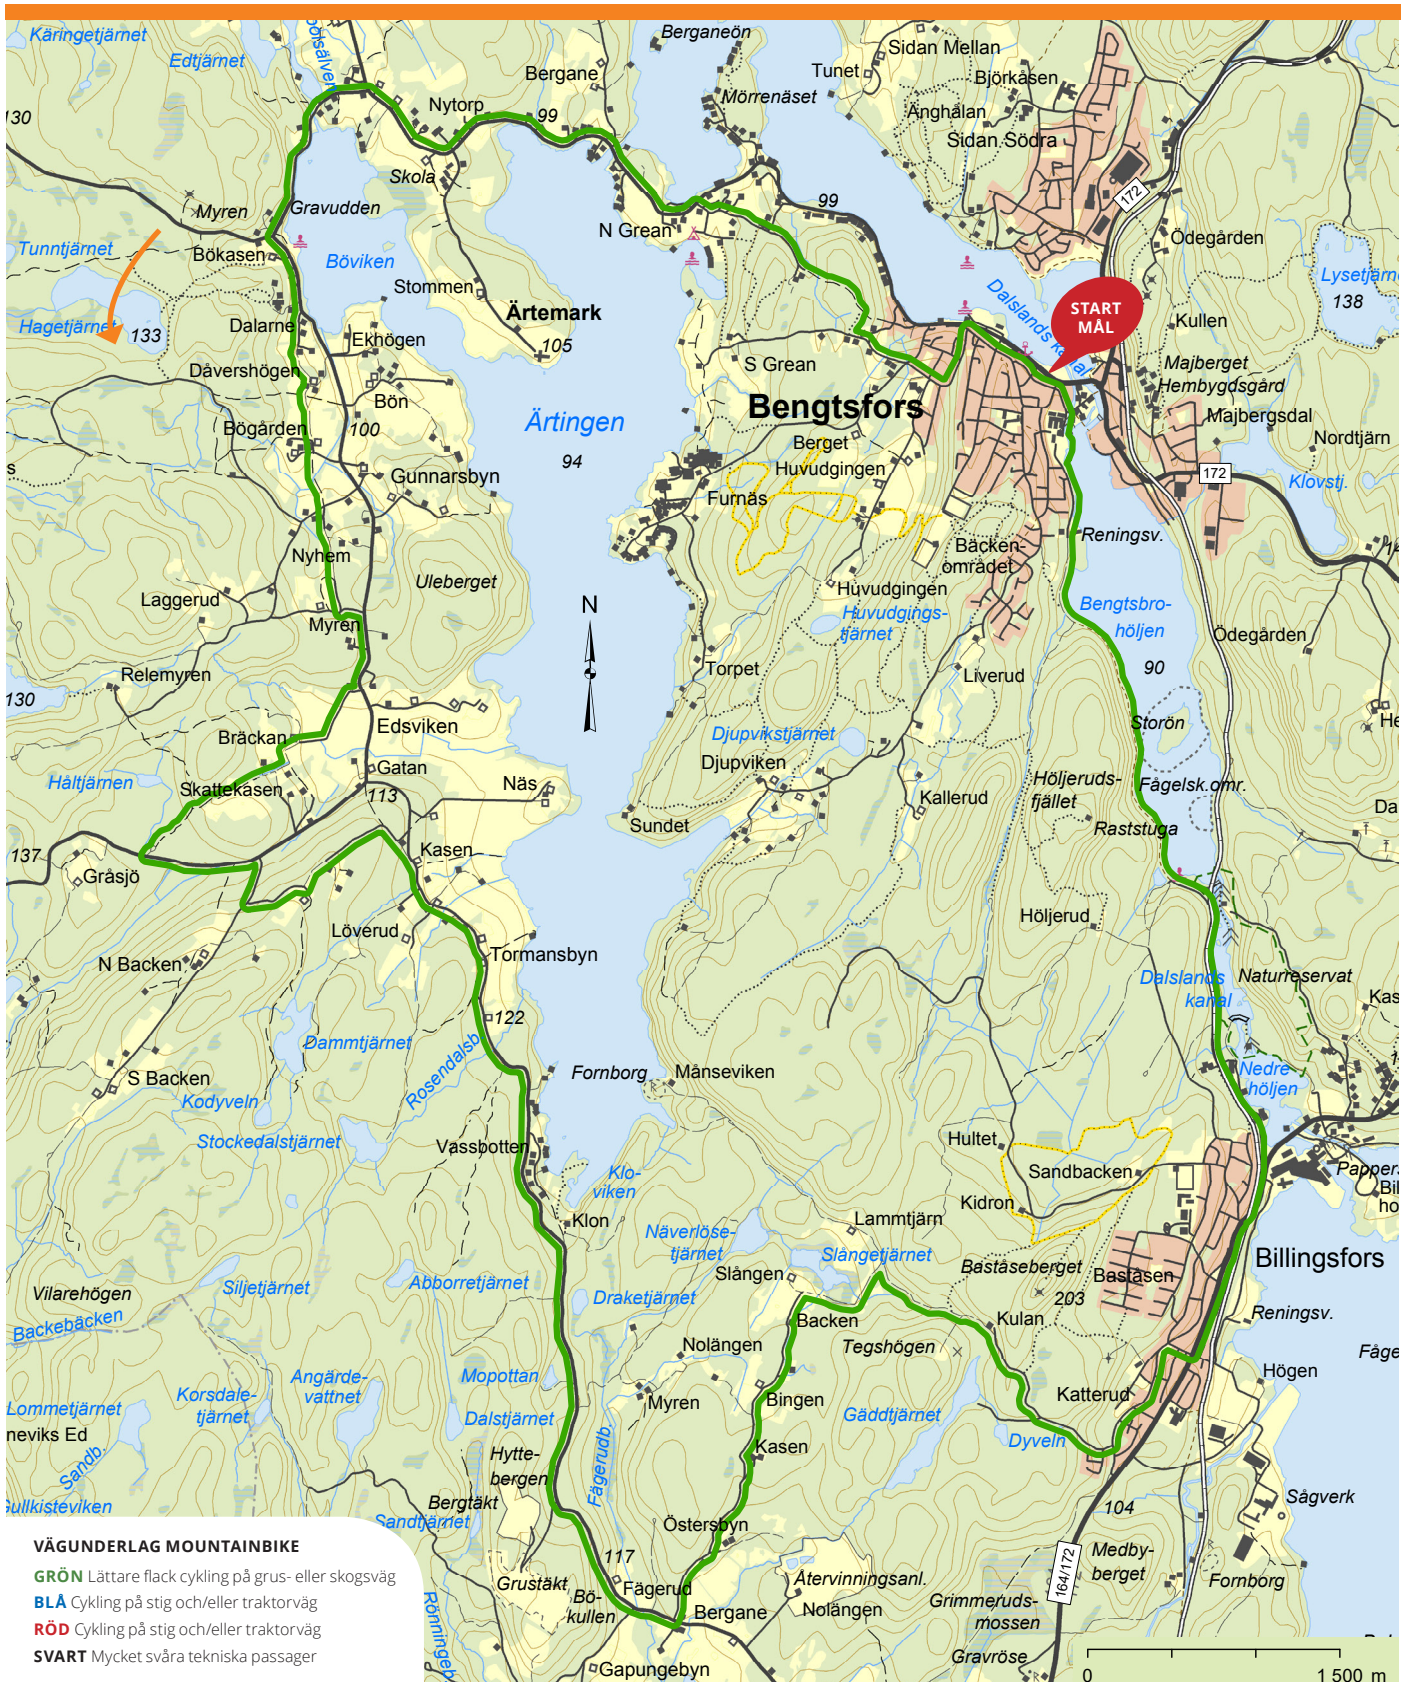 Käringetjärnet
Edtjärnet
Berganeön
Sidan Mellan
Tunet
Björkåsen
Bergane
Mörrenäset
Änghålan
Nytorp
99
Sidan Södra
Skola
172
Myren
Gravudden
99
N Grean
Ödegården
Tunntjärnet
Bökasen
Böviken
Stommen
Dalslands kanal
START
MÅL
138
Hagetjärnet
133
Dalarne
Ärtemark
Kullen
Ekhögen
105
Dåvershögen
S Grean
Majberget
Hembygdsgård
Bön
Bengtsfors
Majbergsdal
Bögården
100
Ärtingen
Berget
Nordtjärn
94
Huvudgingen
172
Gunnarsbyn
Klovstj.
Furnäs
Reningsv.
Nyhem
Bäcken-
området
Uleberget
Huvudgingen
Laggerud
N
Huvudgings-
tjärnet
Bengtsbro-
höljen
Myren
Ödegården
Relemyren
Torpet
90
130
Liverud
Storön
Edsviken
Bräckan
Djupvikstjärnet
Djupviken
Gatan
Håltjärnen
Skattekåsen
113
Näs
Höljeruds-
fjället
Fågelsk.omr.
Kallerud
Sundet
Raststuga
137
Kasen
Gråsjö
Höljerud
Löverud
N Backen
Tormansbyn
Dalslands
kanal
Naturreservat
122
Dammtjärnet
Rosendalsb
S Backen
Fornborg
Månseviken
Nedre
höljen
Kodyveln
Stockedalstjärnet
Vassbotten
Hultet
Sandbacken
Klo-
viken
Kidron
Klon
Lammtjärn
Näverlöse-
tjärnet
Slångetjärnet
Billingsfors
Slången
Baståseberget
Baståsen
Siljetjärnet
Abborretjärnet
Vilarehögen
Draketjärnet
203
Backebäcken
Backen
Kulan
Reningsv.
Nolängen
Tegshögen
Mopottan
Högen
Angärde-
vattnet
Korsdale-
tjärnet
Myren
Bingen
Katterud
Lommetjärnet
Dalstjärnet
Gäddtjärnet
neviks Ed
Dyveln
Sandb.
Hytte-
bergen
Kasen
Fägerudb.
Sågverk
Bergtäkt
104
Sandtjärnet
Östersbyn
117
Medby-
berget
Grustäkt
Fägerud
Återvinningsanl.
Fornborg
Bö-
kullen
Bergane
Nolängen
Grimmeruds-
mossen
164/172
Rönningeb
Gravröse
Gapungebyn
VÄGUNDERLAG MOUNTAINBIKE
GRÖN Lättare flack cykling på grus- eller skogsväg
BLÅ Cykling på stig och/eller traktorväg
RÖD Cykling på stig och/eller traktorväg
SVART Mycket svåra tekniska passager
0 1 500 m